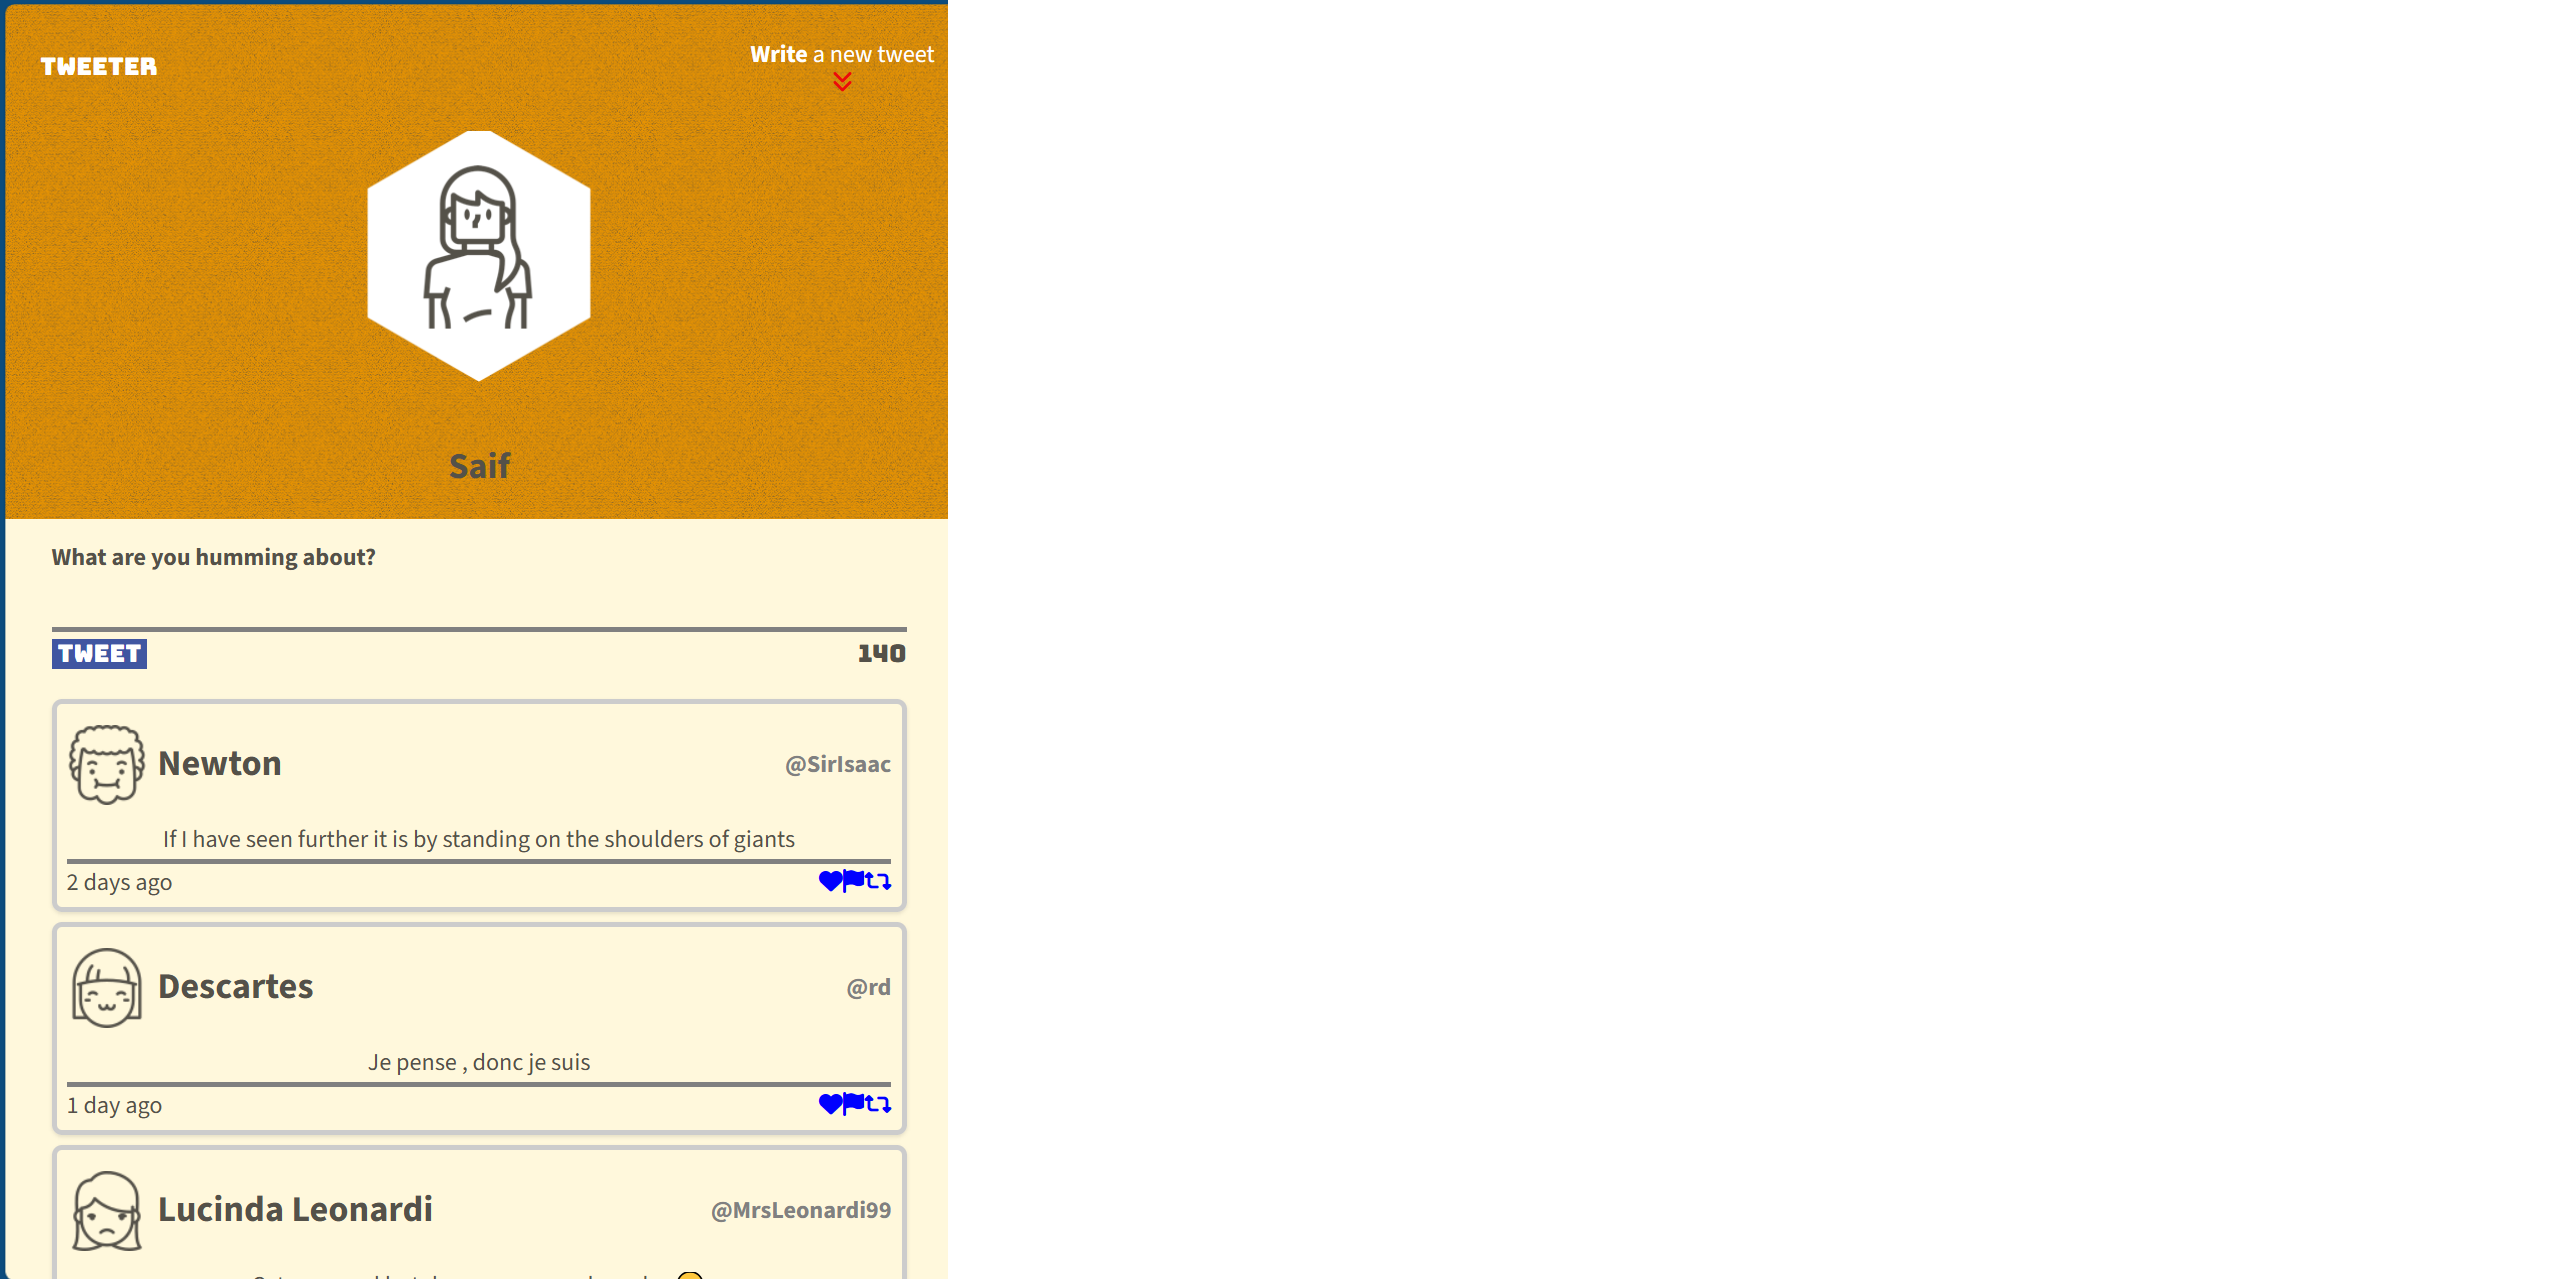 TWEETER
Write a new tweet
Saif
What are you humming about?
TWEET
140
Newton
@SirIsaac
If I have seen further it is by standing on the shoulders of giants
2 days ago
Descartes
@rd
Je pense , donc je suis
1 day ago
Lucinda Leonardi
@MrsLeonardi99